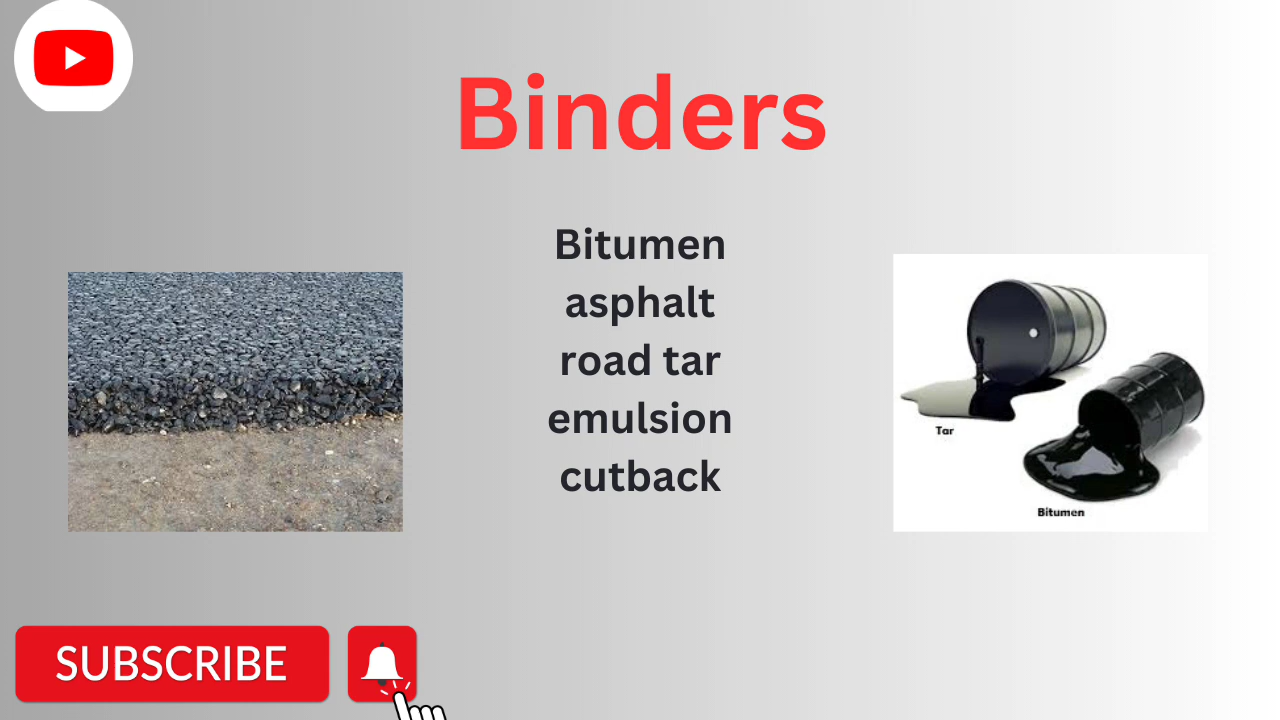 Binders
Bitumen
asphalt
road tar
emulsion
cutback
Tar
Bitumen
SUBSCRIBE